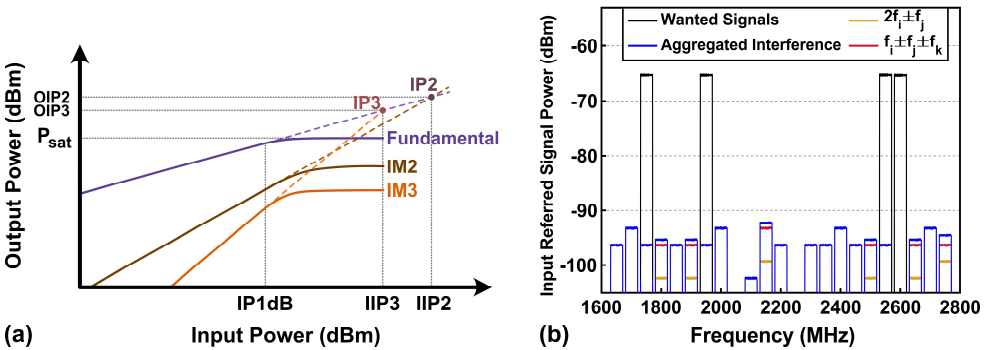 Output Power (dBm)
OIP2
OIP3
Psat
IP2
IP3
Fundamental
IM2
IM3
IP1dB
IIP3
IIP2
Input Power (dBm)
(a)
Input Referred Signal Power (dBm)
Wanted Signals
Aggregated Interference
2fi±fj
fi±fj±fk
-60
-70
-80
-90
-100
1600
1800
2000
2200
2400
2600
2800
Frequency (MHz)
(b)